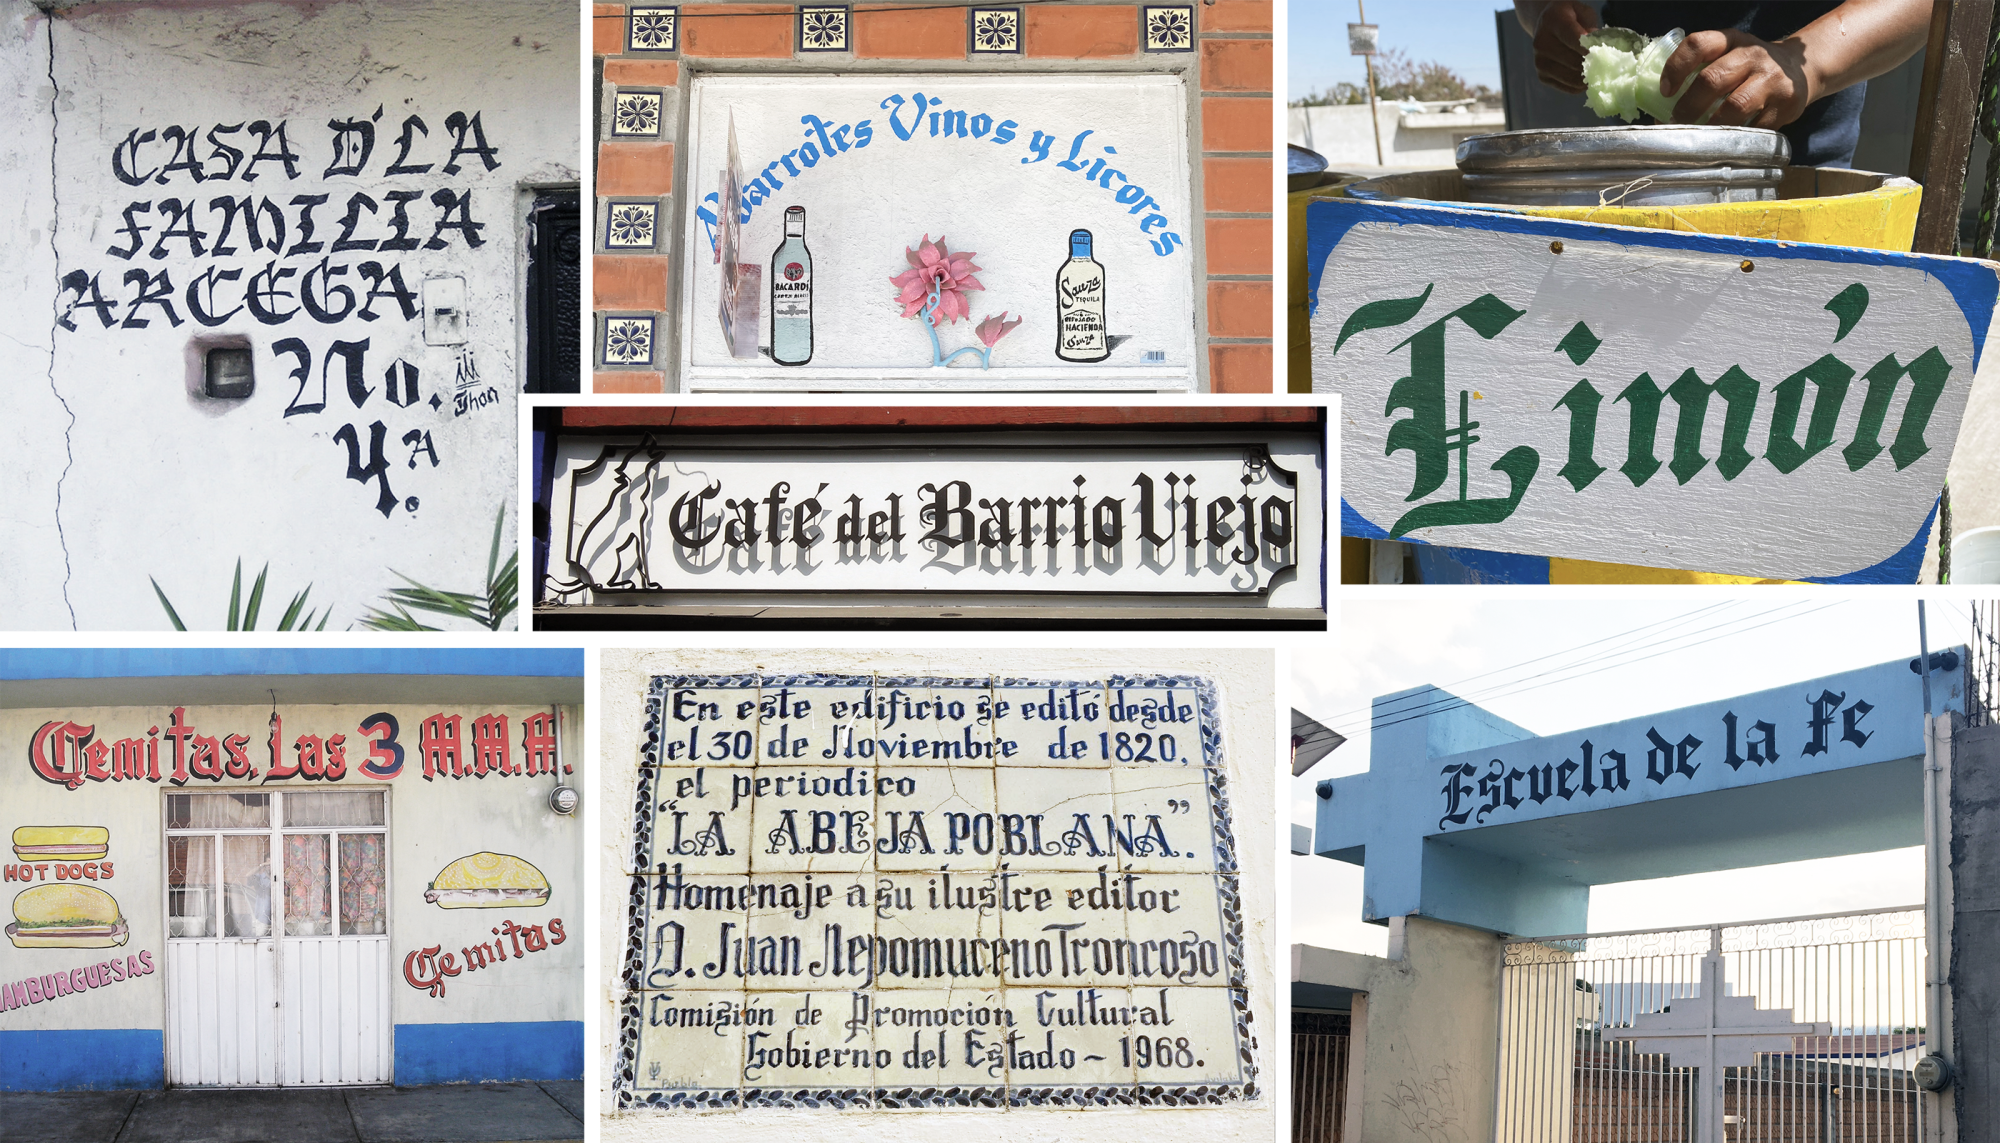 CASA D'LA
FAMILIA
ARCEGA
No.
4.A
Jhon
Abarrotes Vinos y Licores
BACARDI
Sauza
TEQUILA
REPOSADO
HACIENDA
Sauza
Limón
Café del Barrio Viejo
Cemitas. Las 3 M.M.M.
HOT DOGS
HAMBURGUESAS
Cemitas
En este edificio se editó desde
el 30 de Noviembre de 1820,
el periodico
"LA ABEJA POBLANA".
Homenaje a su ilustre editor
D. Juan Nepomuceno Troncoso
Comisión de Promoción Cultural
Gobierno del Estado ~ 1968.
Puebla.
Escuela de la Fe